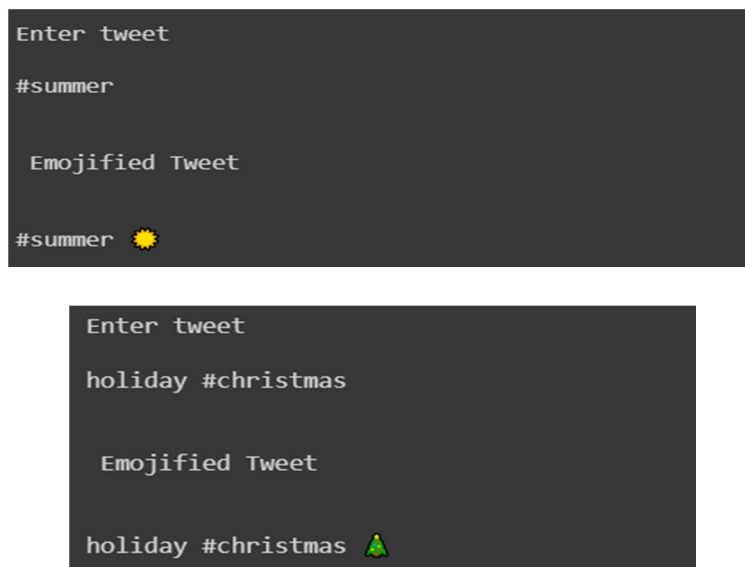 Enter tweet
#summer
Emojified Tweet
#summer ☀
Enter tweet
holiday #christmas
Emojified Tweet
holiday #christmas 🎄